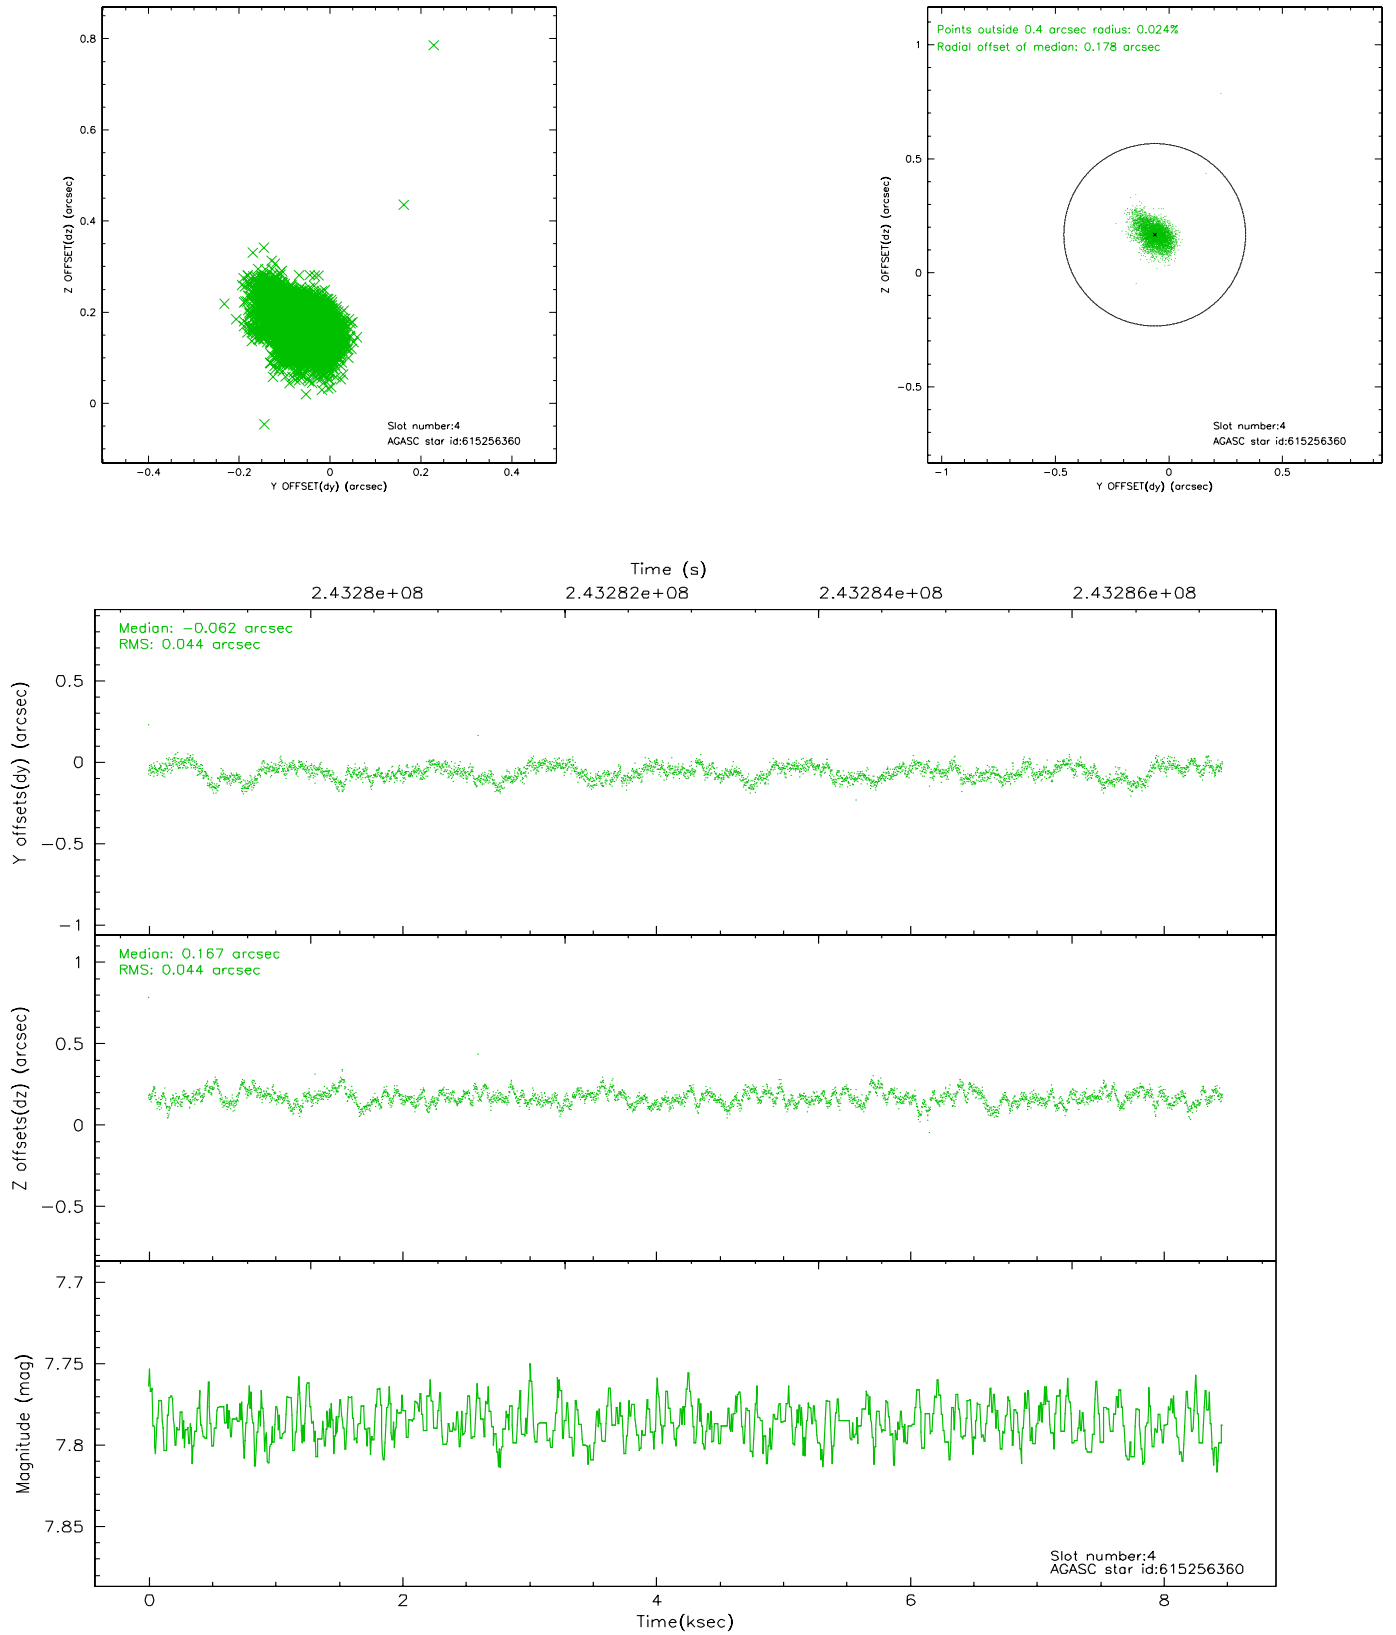 0.8
0.6
0.4
0.2
0
Z OFFSET(dz) (arcsec)
Slot number:4
AGASC star id:615256360
−0.4 −0.2 0 0.2 0.4
Y OFFSET(dy) (arcsec)
Points outside 0.4 arcsec radius: 0.024%
Radial offset of median: 0.178 arcsec
1
0.5
0
−0.5
Z OFFSET(dz) (arcsec)
Slot number:4
AGASC star id:615256360
−1 −0.5 0 0.5
Y OFFSET(dy) (arcsec)
Time (s)
2.4328e+08 2.43282e+08 2.43284e+08 2.43286e+08
Median: −0.062 arcsec
RMS: 0.044 arcsec
0.5
0
−0.5
−1
Y offsets(dy) (arcsec)
Median: 0.167 arcsec
RMS: 0.044 arcsec
1
0.5
0
−0.5
Z offsets(dz) (arcsec)
7.7
7.75
7.8
7.85
Magnitude (mag)
Slot number:4
AGASC star id:615256360
0 2 4 6 8
Time(ksec)